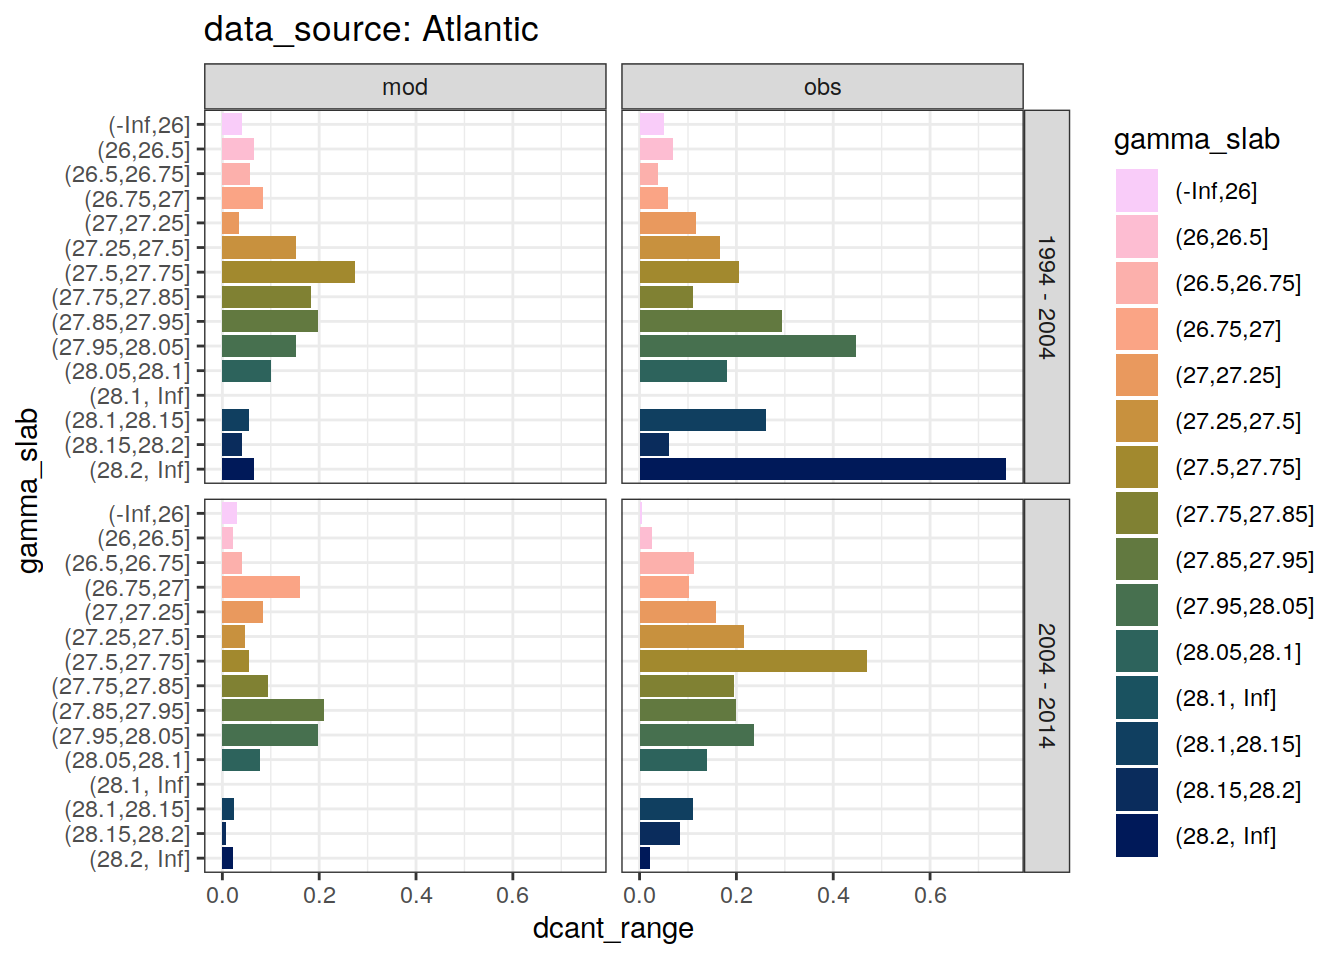 data_source: Atlantic
mod
obs
(-Inf,26]
(26,26.5]
(26.5,26.75]
(26.75,27]
(27,27.25]
(27.25,27.5]
(27.5,27.75]
(27.75,27.85]
(27.85,27.95]
(27.95,28.05]
(28.05,28.1]
(28.1, Inf]
(28.1,28.15]
(28.15,28.2]
(28.2, Inf]
1994 - 2004
(-Inf,26]
(26,26.5]
(26.5,26.75]
(26.75,27]
(27,27.25]
(27.25,27.5]
(27.5,27.75]
(27.75,27.85]
(27.85,27.95]
(27.95,28.05]
(28.05,28.1]
(28.1, Inf]
(28.1,28.15]
(28.15,28.2]
(28.2, Inf]
2004 - 2014
gamma_slab
0.0 0.2 0.4 0.6
0.0 0.2 0.4 0.6
dcant_range
gamma_slab
(-Inf,26]
(26,26.5]
(26.5,26.75]
(26.75,27]
(27,27.25]
(27.25,27.5]
(27.5,27.75]
(27.75,27.85]
(27.85,27.95]
(27.95,28.05]
(28.05,28.1]
(28.1, Inf]
(28.1,28.15]
(28.15,28.2]
(28.2, Inf]